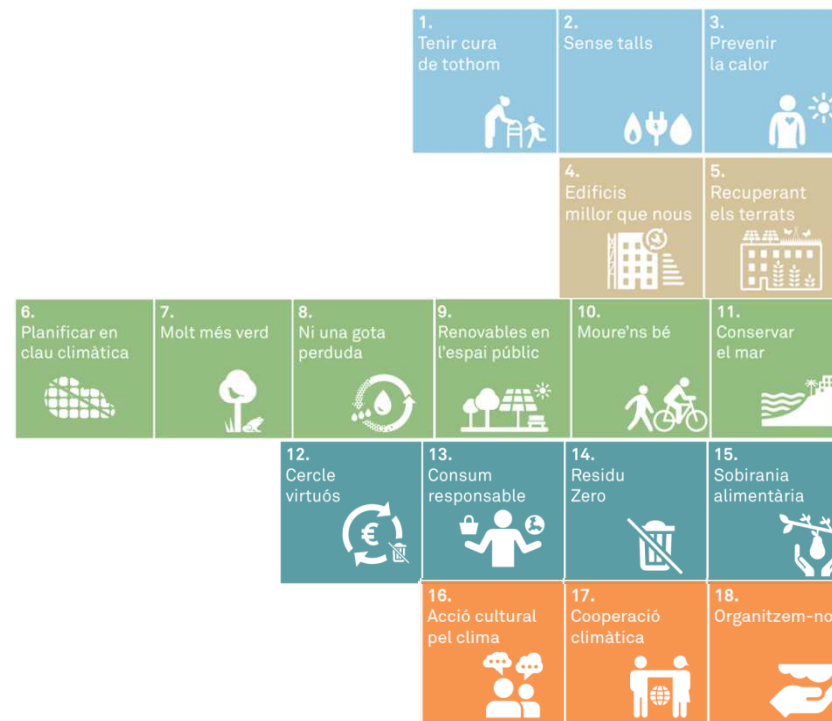 1.
Tenir cura
de tothom
2.
Sense talls
3.
Prevenir
la calor
4.
Edificis
millor que nous
5.
Recuperant
els terrats
6.
Planificar en
clau climàtica
7.
Molt més verd
8.
Ni una gota
perduda
9.
Renovables en
l'espai públic
10.
Moure'ns bé
11.
Conservar
el mar
12.
Cercle
virtuós
€
13.
Consum
responsable
14.
Residu
Zero
15.
Sobirania
alimentària
16.
Acció cultural
pel clima
17.
Cooperació
climàtica
18.
Organitzem-no